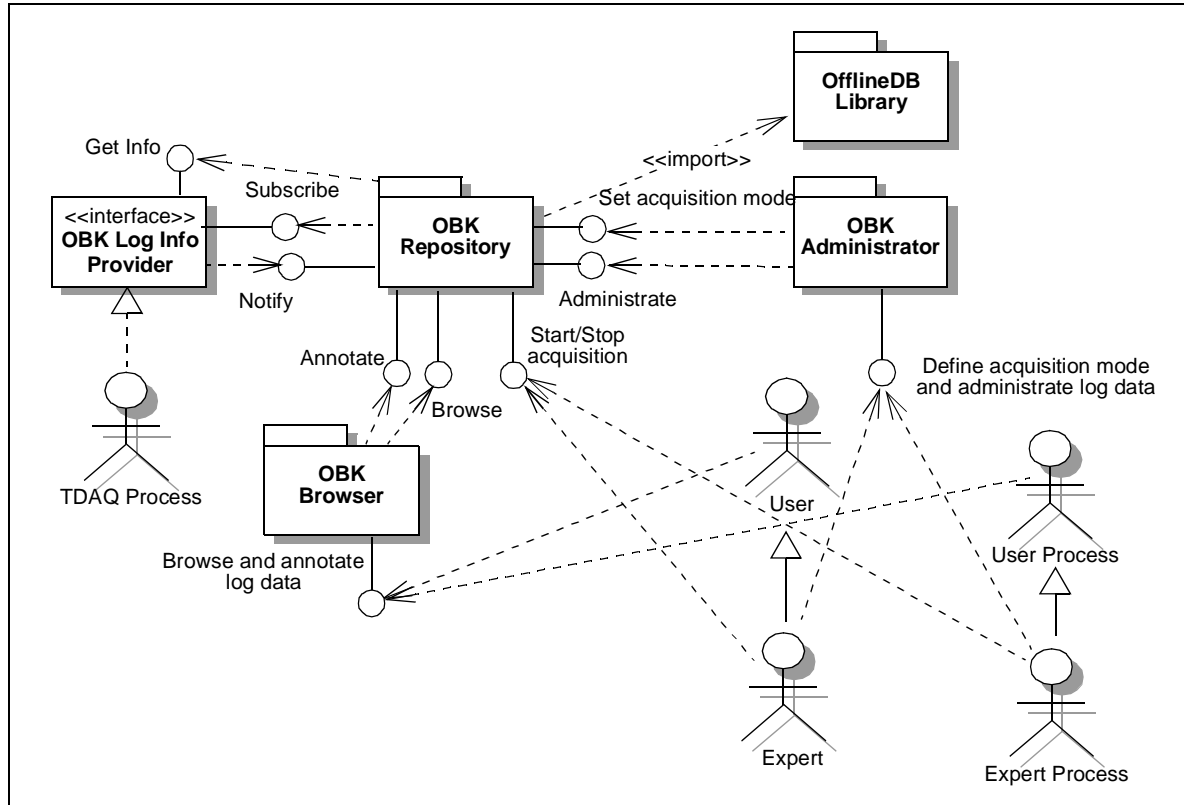 OfflineDB
Library
Get Info
<<import>>
Subscribe
Set acquisition mode
<<interface>>
OBK Log Info
Provider
OBK
Repository
OBK
Administrator
Notify
Administrate
Annotate
Start/Stop
acquisition
Browse
Define acquisition mode
and administrate log data
OBK
Browser
TDAQ Process
User
User Process
Browse and annotate
log data
Expert
Expert Process